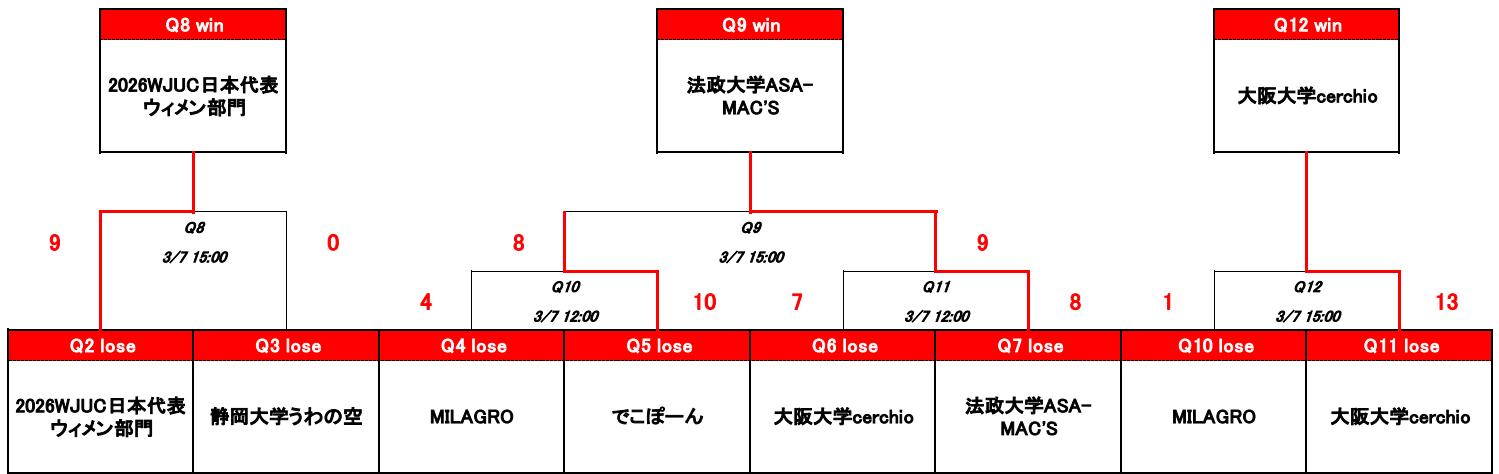 Q8 win
Q9 win
Q12 win
2026WJUC日本代表
ウィメン部門
法政大学ASA-
MAC'S
大阪大学cerchio
Q8
Q9
9
0
8
9
3/7 15:00
3/7 15:00
Q10
Q11
Q12
4
10
7
8
1
13
3/7 12:00
3/7 12:00
3/7 15:00
Q2 lose
Q3 lose
Q4 lose
Q5 lose
Q6 lose
Q7 lose
Q10 lose
Q11 lose
2026WJUC日本代表
ウィメン部門
静岡大学うわの空
MILAGRO
でこぽーん
大阪大学cerchio
法政大学ASA-
MAC'S
MILAGRO
大阪大学cerchio